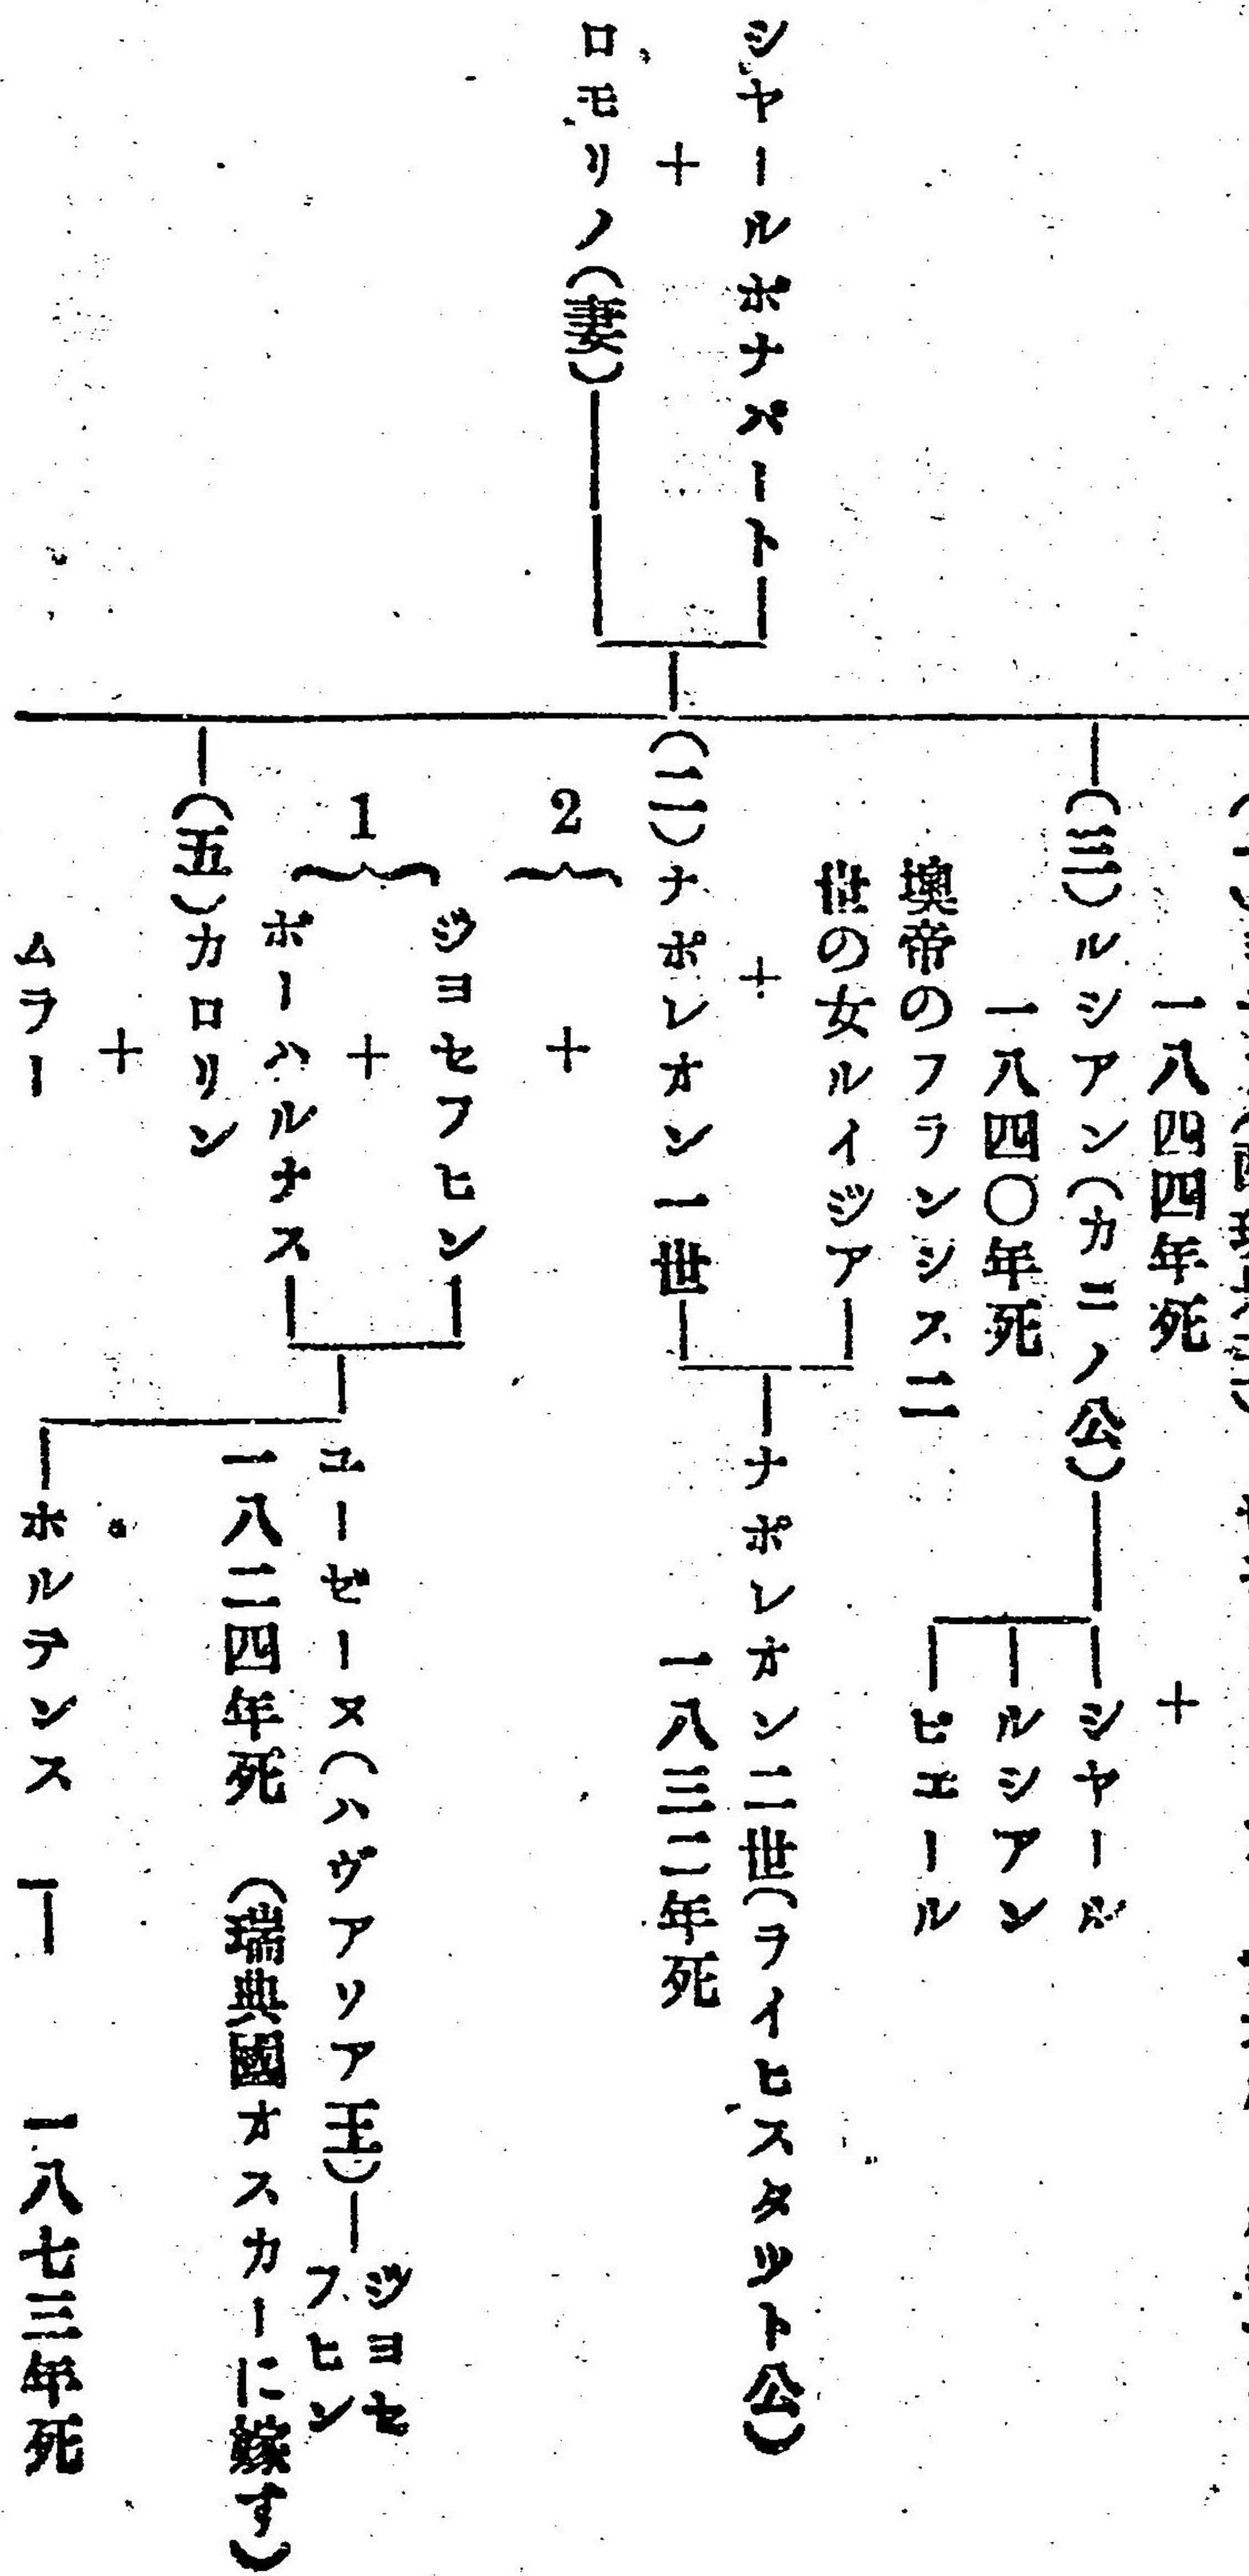 一八四四年死
＋
（三）ルシアン（カニノ公）
シヤール
ルシアン
ピエール
一八四〇年死
墺帝のフランシス二
世の女ルイジア
＋
（二）ナポレオン一世
ナポレオン二世（ライヒスタツト公）
一八三二年死
シヤールボナパート
＋
ロモリノ（妻）
2
＋
1
ジヨセフヒン
＋
ボーハルナス
ユーゼーヌ（ハヴアリア王）
ジヨセ
フヒン
一八二四年死 （瑞典國オスカーに嫁す）
ホルテンス
一八七三年死
（五）カロリン
＋
ムラー